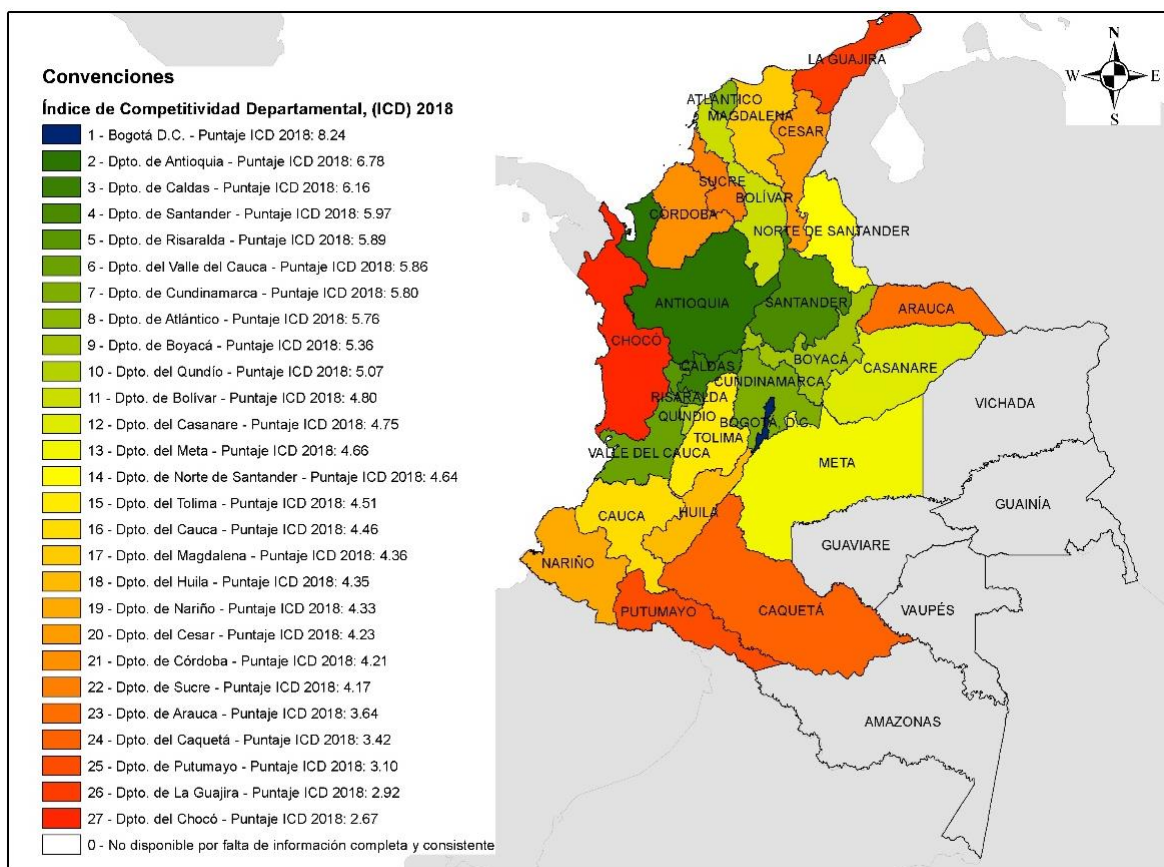 Convenciones
Índice de Competitividad Departamental, (ICD) 2018
1 - Bogotá D.C. - Puntaje ICD 2018: 8.24
2 - Dpto. de Antioquia - Puntaje ICD 2018: 6.78
3 - Dpto. de Caldas - Puntaje ICD 2018: 6.16
4 - Dpto. de Santander - Puntaje ICD 2018: 5.97
5 - Dpto. de Risaralda - Puntaje ICD 2018: 5.89
6 - Dpto. del Valle del Cauca - Puntaje ICD 2018: 5.86
7 - Dpto. de Cundinamarca - Puntaje ICD 2018: 5.80
8 - Dpto. de Atlántico - Puntaje ICD 2018: 5.76
9 - Dpto. de Boyacá - Puntaje ICD 2018: 5.36
10 - Dpto. del Qundío - Puntaje ICD 2018: 5.07
11 - Dpto. de Bolívar - Puntaje ICD 2018: 4.80
12 - Dpto. del Casanare - Puntaje ICD 2018: 4.75
13 - Dpto. del Meta - Puntaje ICD 2018: 4.66
14 - Dpto. de Norte de Santander - Puntaje ICD 2018: 4.64
15 - Dpto. del Tolima - Puntaje ICD 2018: 4.51
16 - Dpto. del Cauca - Puntaje ICD 2018: 4.46
17 - Dpto. del Magdalena - Puntaje ICD 2018: 4.36
18 - Dpto. del Huila - Puntaje ICD 2018: 4.35
19 - Dpto. de Nariño - Puntaje ICD 2018: 4.33
20 - Dpto. del Cesar - Puntaje ICD 2018: 4.23
21 - Dpto. de Córdoba - Puntaje ICD 2018: 4.21
22 - Dpto. de Sucre - Puntaje ICD 2018: 4.17
23 - Dpto. de Arauca - Puntaje ICD 2018: 3.64
24 - Dpto. del Caquetá - Puntaje ICD 2018: 3.42
25 - Dpto. de Putumayo - Puntaje ICD 2018: 3.10
26 - Dpto. de La Guajira - Puntaje ICD 2018: 2.92
27 - Dpto. del Chocó - Puntaje ICD 2018: 2.67
0 - No disponible por falta de información completa y consistente
N
W E
S
LA GUAJIRA
ATLÁNTICO
MAGDALENA
CESAR
SUCRE
BOLÍVAR
CÓRDOBA
NORTE DE SANTANDER
ANTIOQUIA
SANTANDER
ARAUCA
CHOCÓ
BOYACÁ
CALDAS
CASANARE
CUNDINAMARCA
RISARALDA
VICHADA
QUINDIO
BOGOTÁ, D.C.
TOLIMA
VALLE DEL CAUCA
META
GUAINÍA
CAUCA
HUILA
GUAVIARE
NARIÑO
PUTUMAYO
CAQUETÁ
VAUPÉS
AMAZONAS